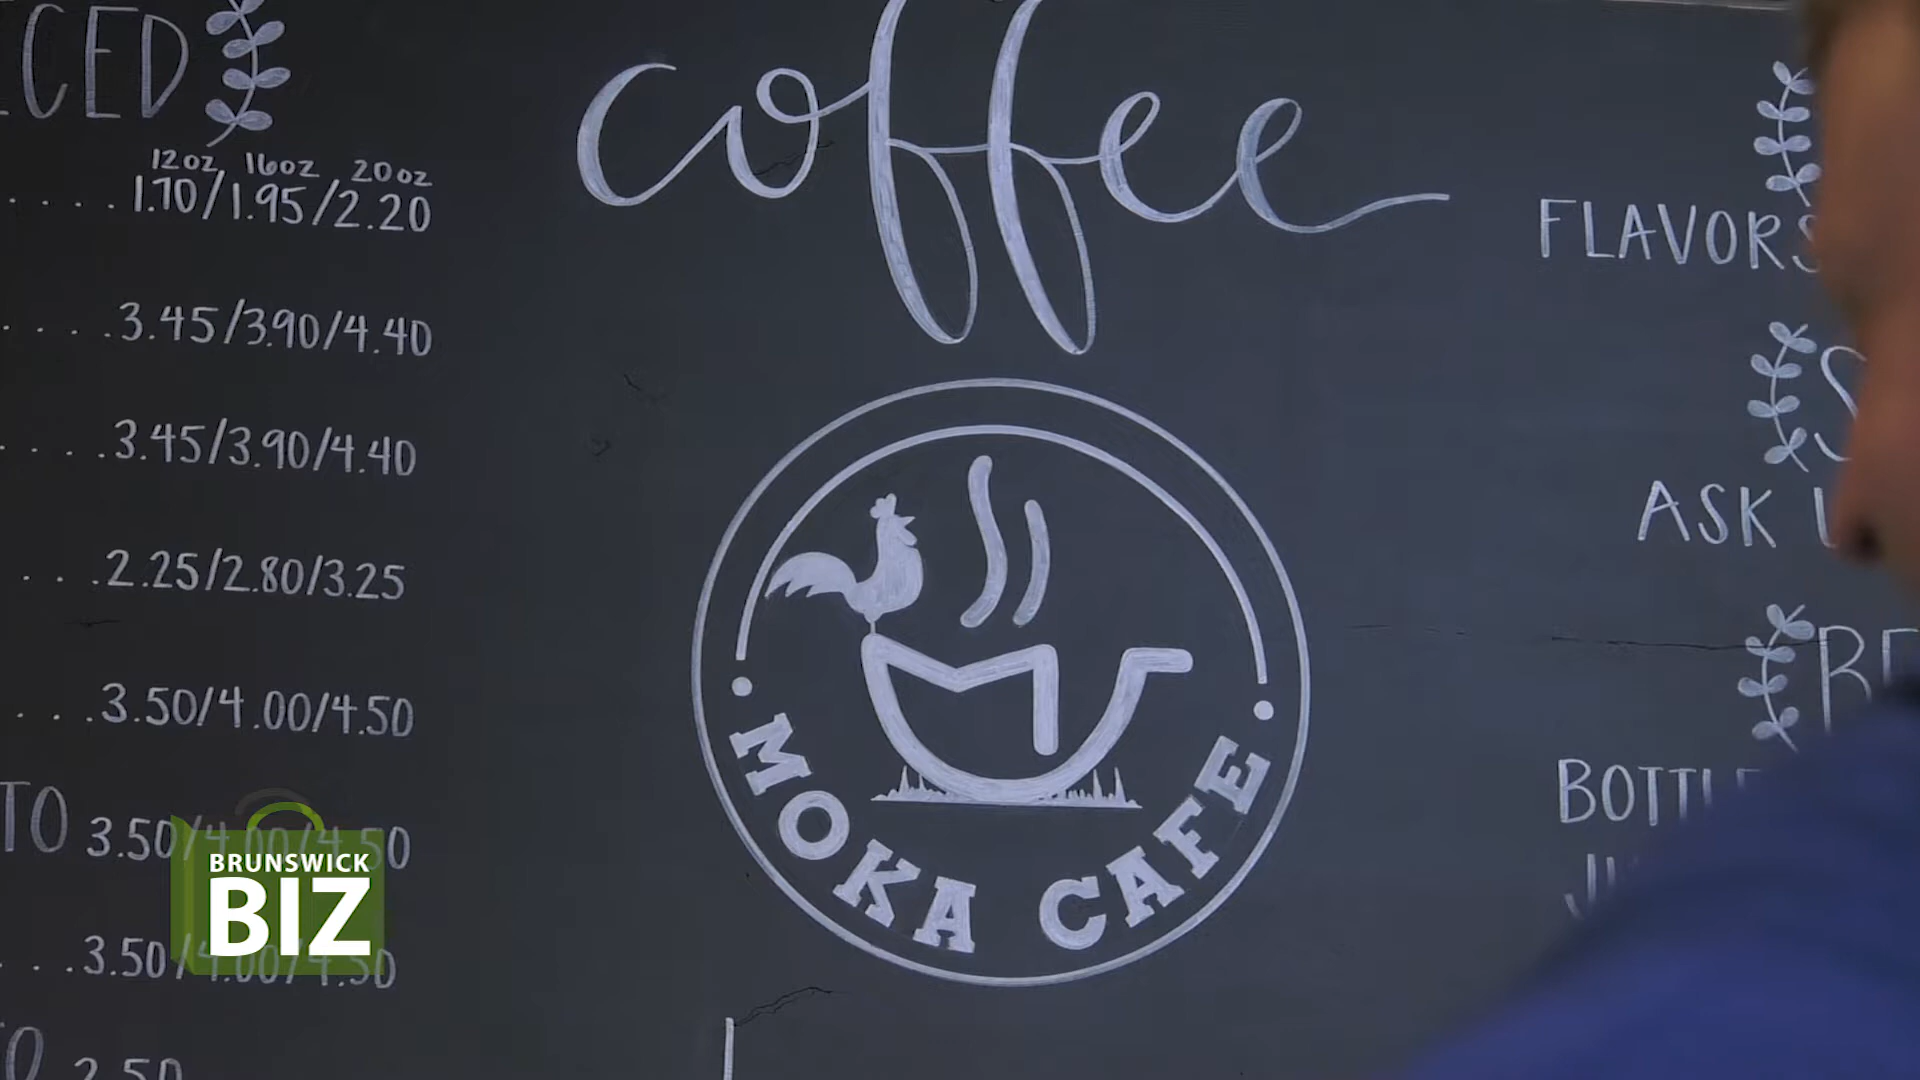 ICED
12oz 16oz 20oz
....1.70/1.95/2.20
....3.45/3.90/4.40
....3.45/3.90/4.40
...2.25/2.80/3.25
...3.50/4.00/4.50
TO 3.50/4.00/4.50
...3.50/4.00/4.50
O 2.50
coffee
MOKA CAFE
FLAVORS
ASK
BOTTLE
BRUNSWICK
BIZ